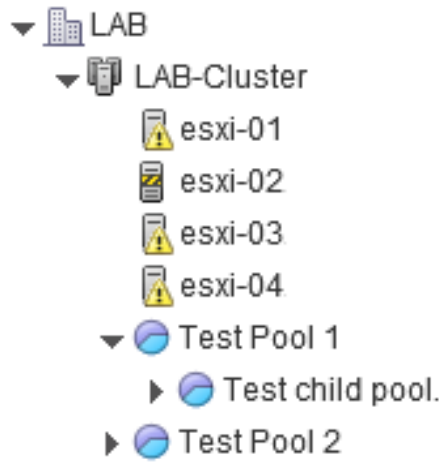 LAB
LAB-Cluster
esxi-01
esxi-02
esxi-03
esxi-04
Test Pool 1
Test child pool.
Test Pool 2